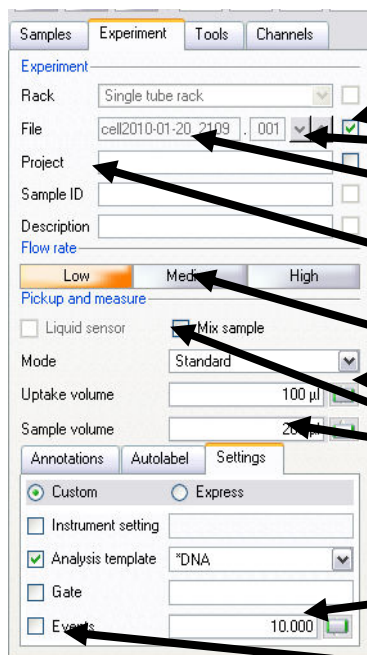 Samples Experiment Tools Channels
Experiment
Rack Single tube rack
File cell2010-01-20_2109 . 001
Project
Sample ID
Description
Flow rate
Low High
Pickup and measure
Liquid sensor Mix sample
Mode Standard
Uptake volume 100 µl
Sample volume
Annotations Autolabel Settings
Custom Express
Instrument setting
Analysis template *DNA
Gate
Events 10.000